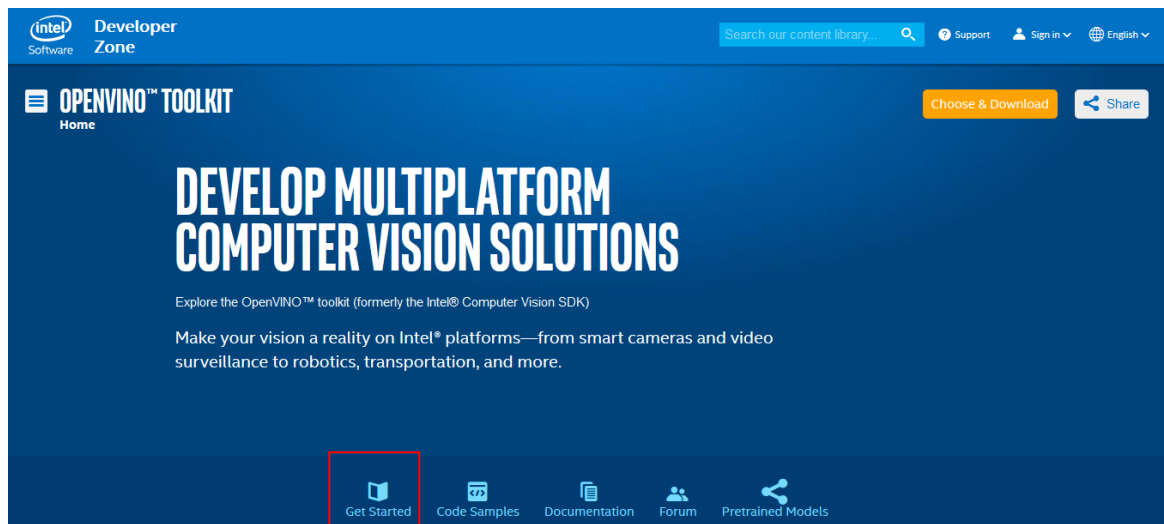 intel Developer
Software Zone
Search our content library...
Support
Sign in
English
OPENVINO™ TOOLKIT
Home
Choose & Download
Share
DEVELOP MULTIPLATFORM
COMPUTER VISION SOLUTIONS
Explore the OpenVINO™ toolkit (formerly the Intel® Computer Vision SDK)
Make your vision a reality on Intel® platforms—from smart cameras and video
surveillance to robotics, transportation, and more.
Get Started
Code Samples
Documentation
Forum
Pretrained Models